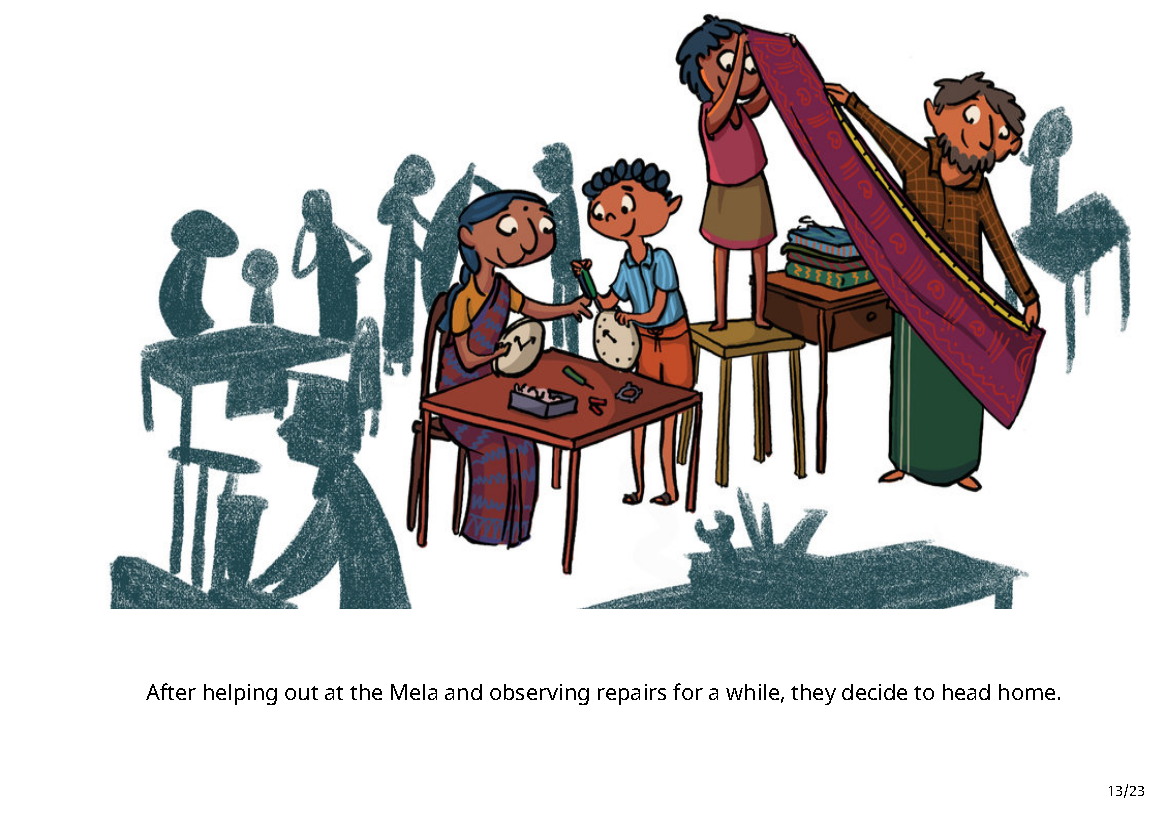 After helping out at the Mela and observing repairs for a while, they decide to head home.
13/23